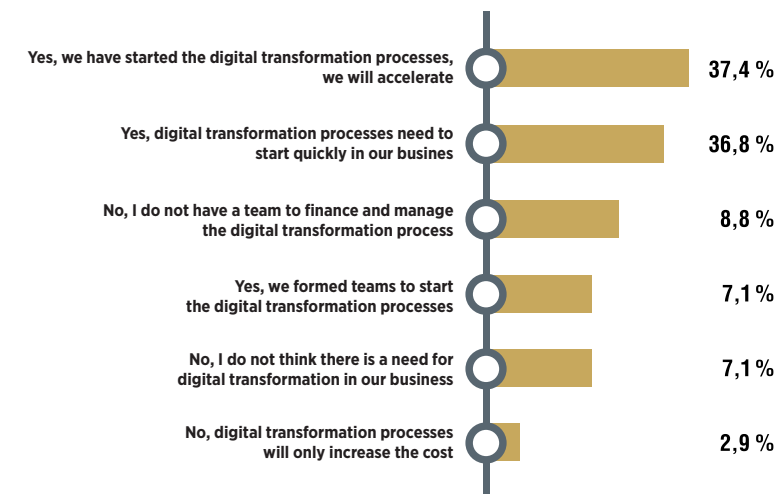 Yes, we have started the digital transformation processes,
we will accelerate
37,4 %
Yes, digital transformation processes need to
start quickly in our busines
36,8 %
No, I do not have a team to finance and manage
the digital transformation process
8,8 %
Yes, we formed teams to start
the digital transformation processes
7,1 %
No, I do not think there is a need for
digital transformation in our business
7,1 %
No, digital transformation processes
will only increase the cost
2,9 %